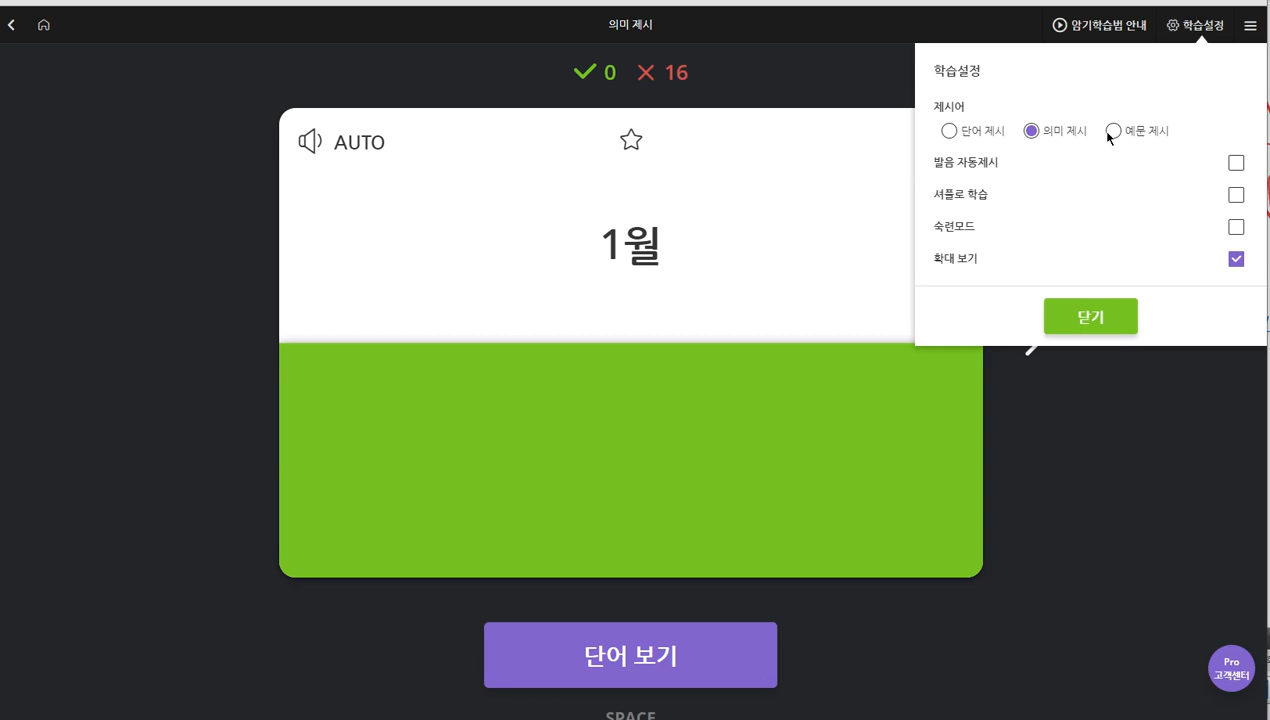 의미 제시
암기학습법 안내
학습설정
0
16
AUTO
1월
학습설정
제시어
단어 제시
의미 제시
예문 제시
발음 자동제시
셔플로 학습
숙련모드
확대 보기
닫기
단어 보기
SPACE
Pro
고객센터